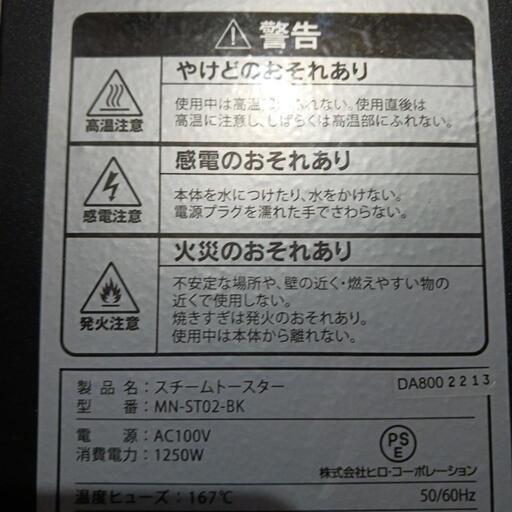 警告
やけどのおそれあり
使用中は高温部にふれない。使用直後は
高温に注意し、しばらくは高温部にふれない。
高温注意
感電のおそれあり
本体を水につけたり、水をかけない。
電源プラグを濡れた手でさわらない。
感電注意
火災のおそれあり
不安定な場所や、壁の近く・燃えやすい物の
近くで使用しない。
焼きすぎは発火のおそれあり。
使用中は本体から離れない。
発火注意
製品名：スチームトースター
DA800 2213
型番：MN-ST02-BK
電源：AC100V
PS
E
消費電力：1250W
株式会社ヒロ・コーポレーション
温度ヒューズ：167℃
50/60Hz